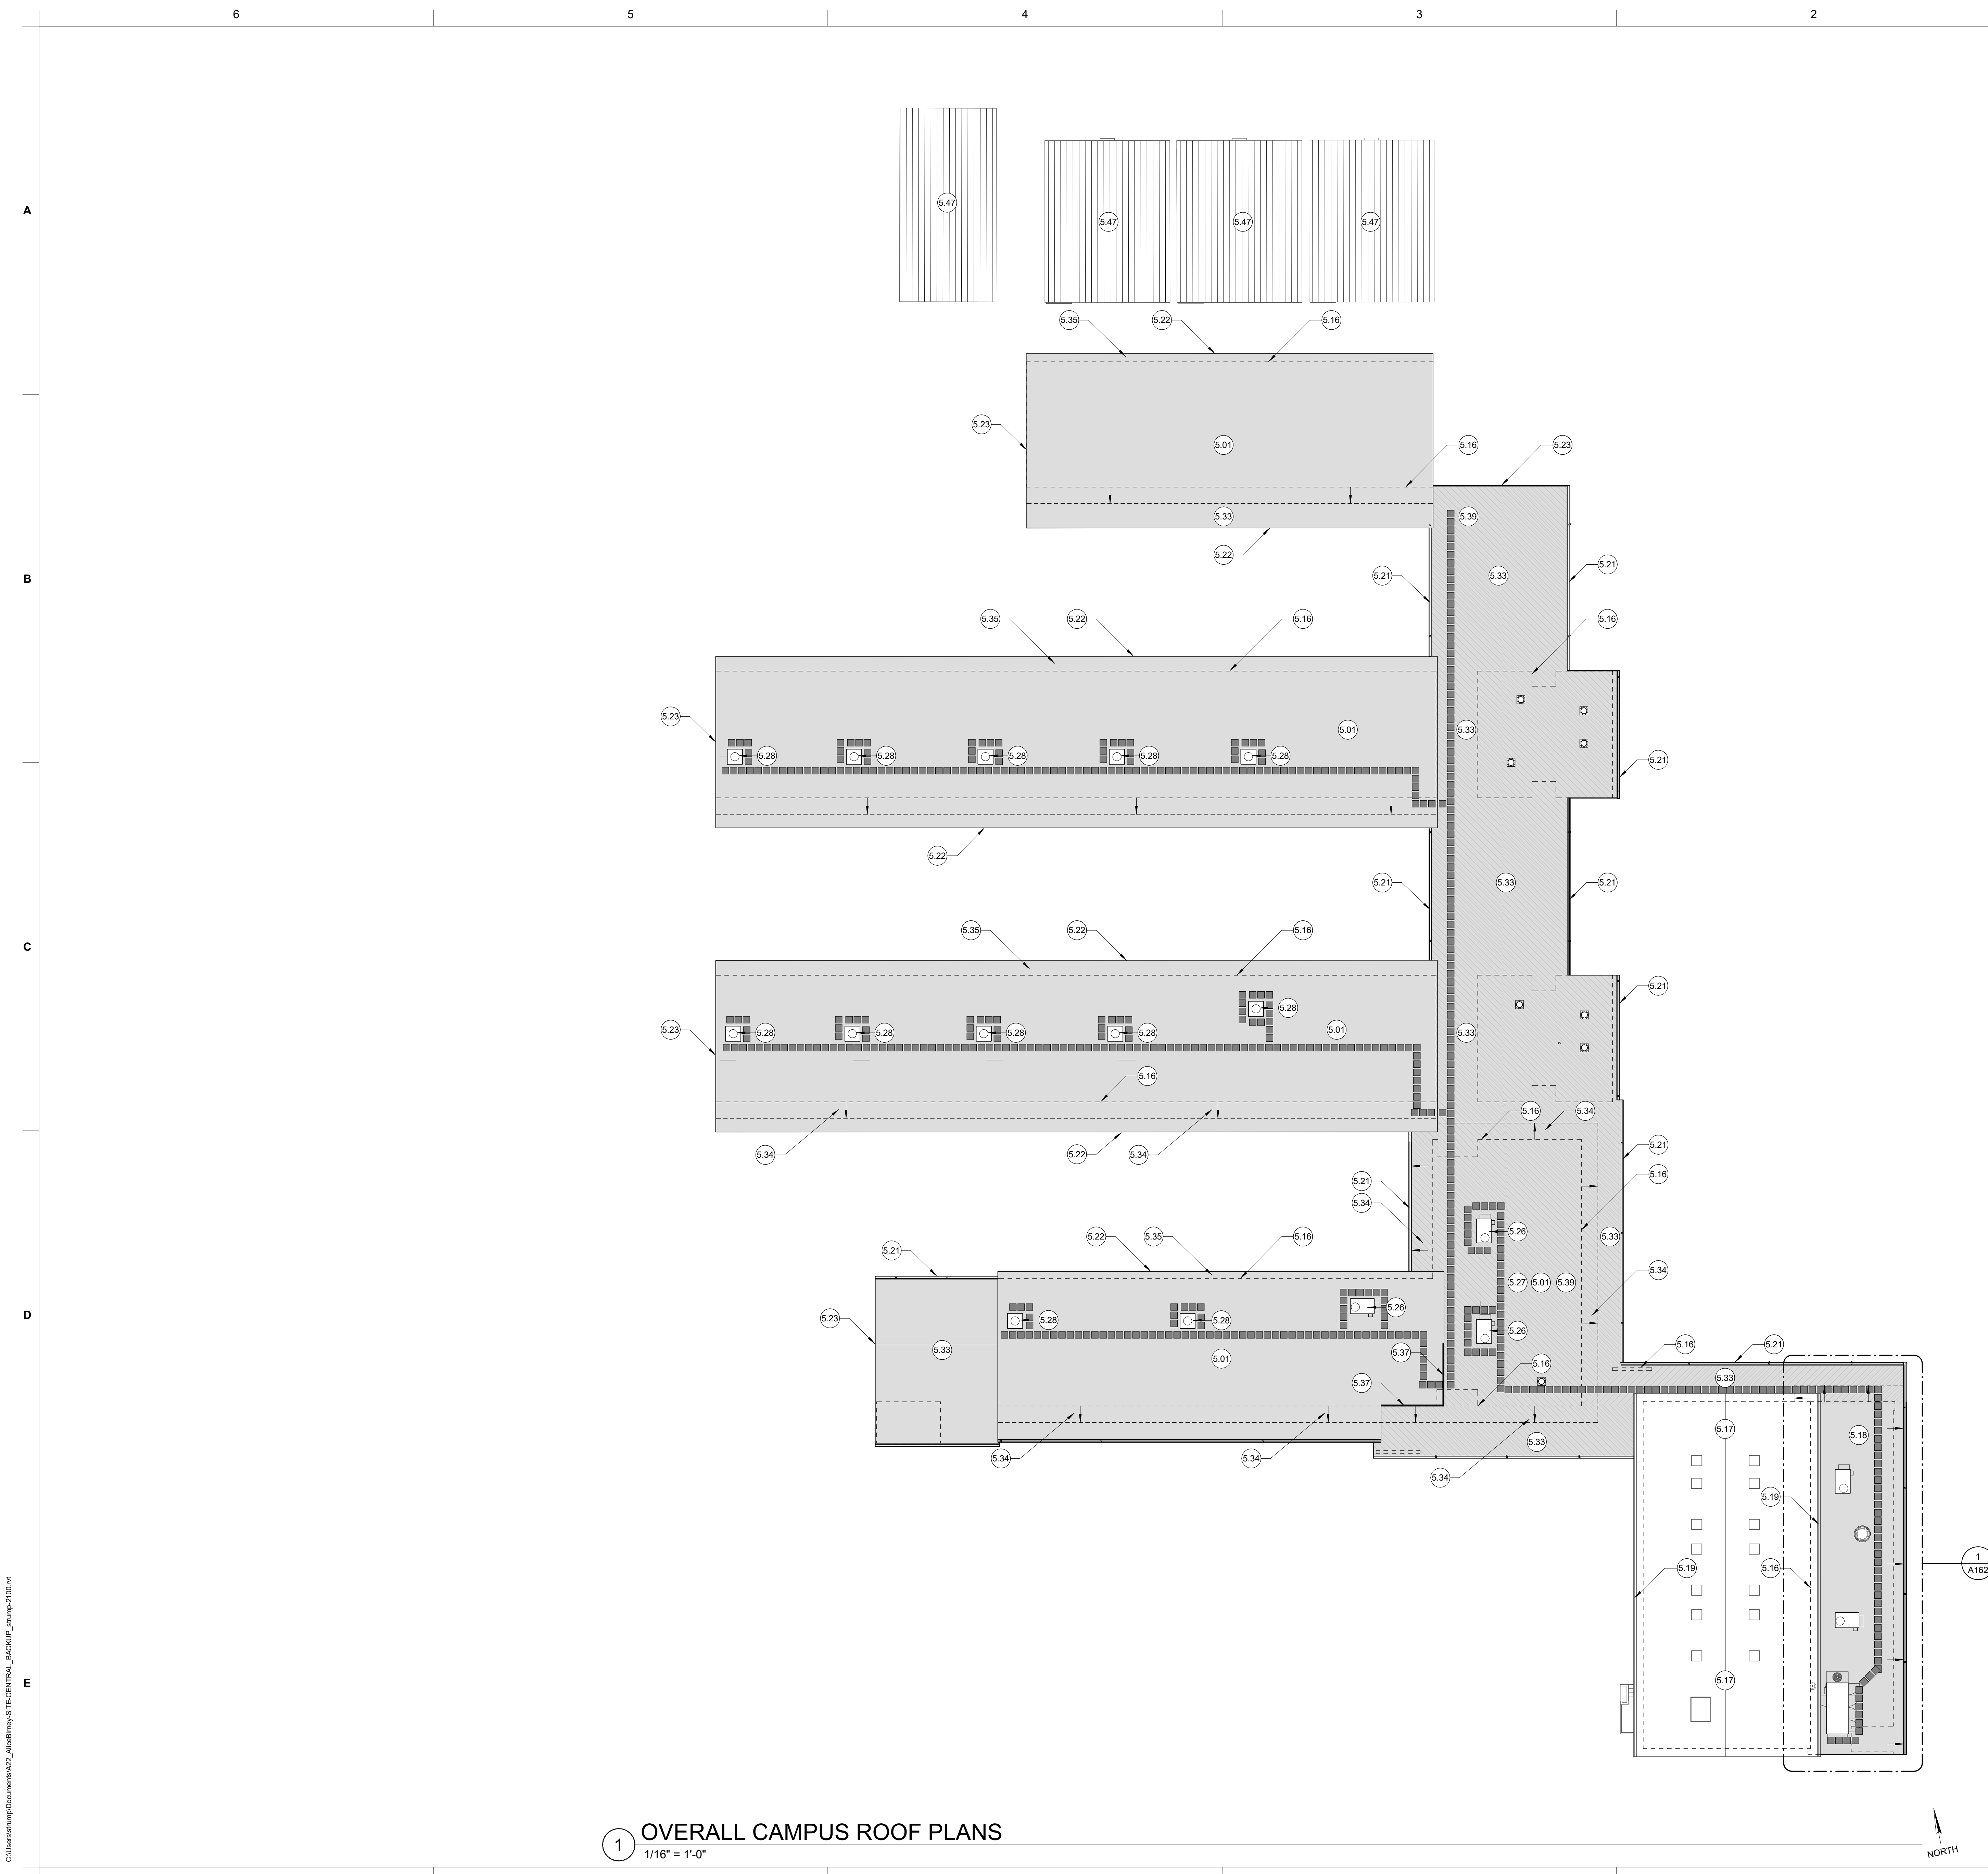 6 5 4 3 2
A
5.47
5.47 5.47 5.47
5.35 5.22 5.16
5.23
5.01 5.16 5.23
5.33 5.39
5.22
5.21 5.33 5.21
5.35 5.22 5.16 5.16
B
5.23
5.01 5.33
5.28 5.28 5.28 5.28 5.28
5.21
5.22
5.21 5.33 5.21
5.35 5.22 5.16
C
5.21
5.28
5.23 5.01 5.33
5.28 5.28 5.28 5.28
5.16
5.16 5.34
5.34 5.22 5.34
5.21
5.16
5.21
5.34
5.26
5.22 5.35 5.16 5.33
5.21
5.34
5.27 5.01 5.39
D
5.26
5.23 5.28 5.28
5.26
5.33
5.01 5.37 5.16
5.16 5.21
5.37 5.33
5.17
5.33 5.18
5.34 5.34
5.34
5.19
5.19 5.16
1
A162
E
5.17
1
OVERALL CAMPUS ROOF PLANS
1/16" = 1'-0"
NORTH
C:\Users\strump\Documents\A22_AliceBirney-SITE-CENTRAL_BACKUP_strump-2100.rvt